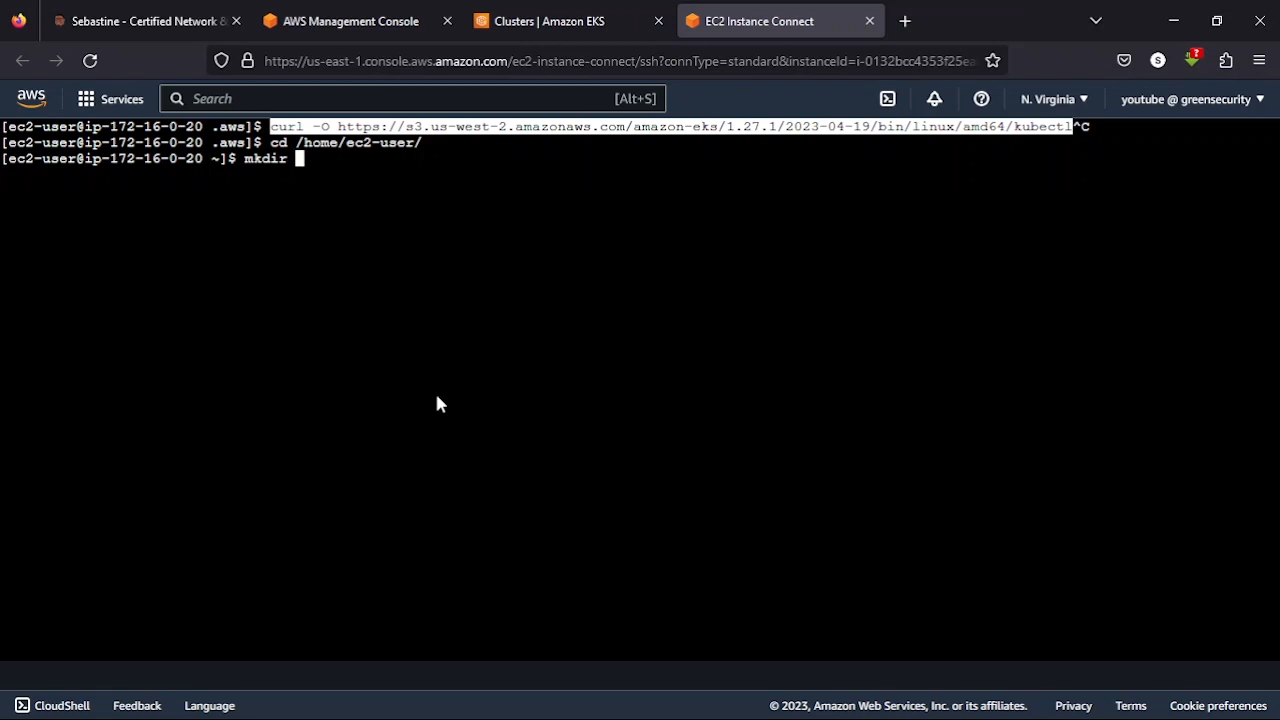 Sebastine - Certified Network &
AWS Management Console
Clusters | Amazon EKS
EC2 Instance Connect
https://us-east-1.console.aws.amazon.com/ec2-instance-connect/ssh?connType=standard&instanceId=i-0132bcc4353f25ea
S
?
aws
Services
Search
[Alt+S]
N. Virginia
youtube @ greensecurity
[ec2-user@ip-172-16-0-20 .aws]$ curl -O https://s3.us-west-2.amazonaws.com/amazon-eks/1.27.1/2023-04-19/bin/linux/amd64/kubectl^C
[ec2-user@ip-172-16-0-20 .aws]$ cd /home/ec2-user/
[ec2-user@ip-172-16-0-20 ~]$ mkdir
CloudShell
Feedback
Language
© 2023, Amazon Web Services, Inc. or its affiliates.
Privacy
Terms
Cookie preferences